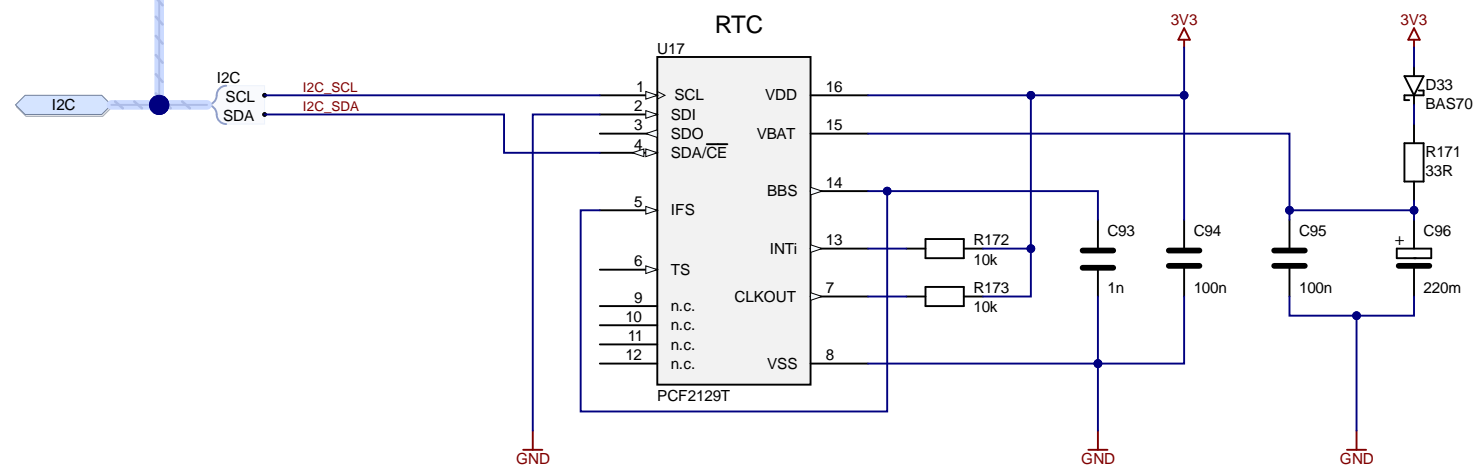 RTC
3V3
3V3
U17
I2C
I2C
SCL
I2C_SCL
SDA
I2C_SDA
1 SCL
2 SDI
3 SDO
4 SDA/CE
5 IFS
6 TS
9 n.c.
10 n.c.
11 n.c.
12 n.c.
VDD 16
VBAT 15
BBS 14
INTi 13
CLKOUT 7
VSS 8
PCF2129T
R172
10k
R173
10k
C93
1n
C94
100n
C95
100n
D33
BAS70
R171
33R
C96
+
220m
GND
GND
GND